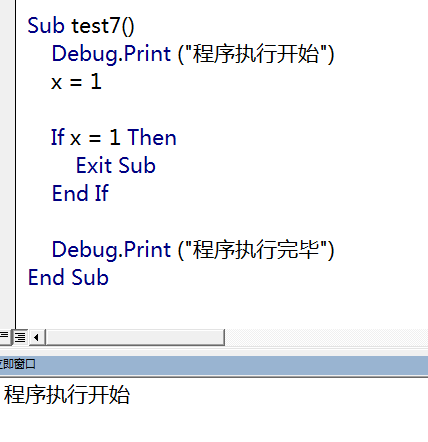 Sub test7()
Debug.Print ("程序执行开始")
x = 1
If x = 1 Then
Exit Sub
End If
Debug.Print ("程序执行完毕")
End Sub
立即窗口
程序执行开始